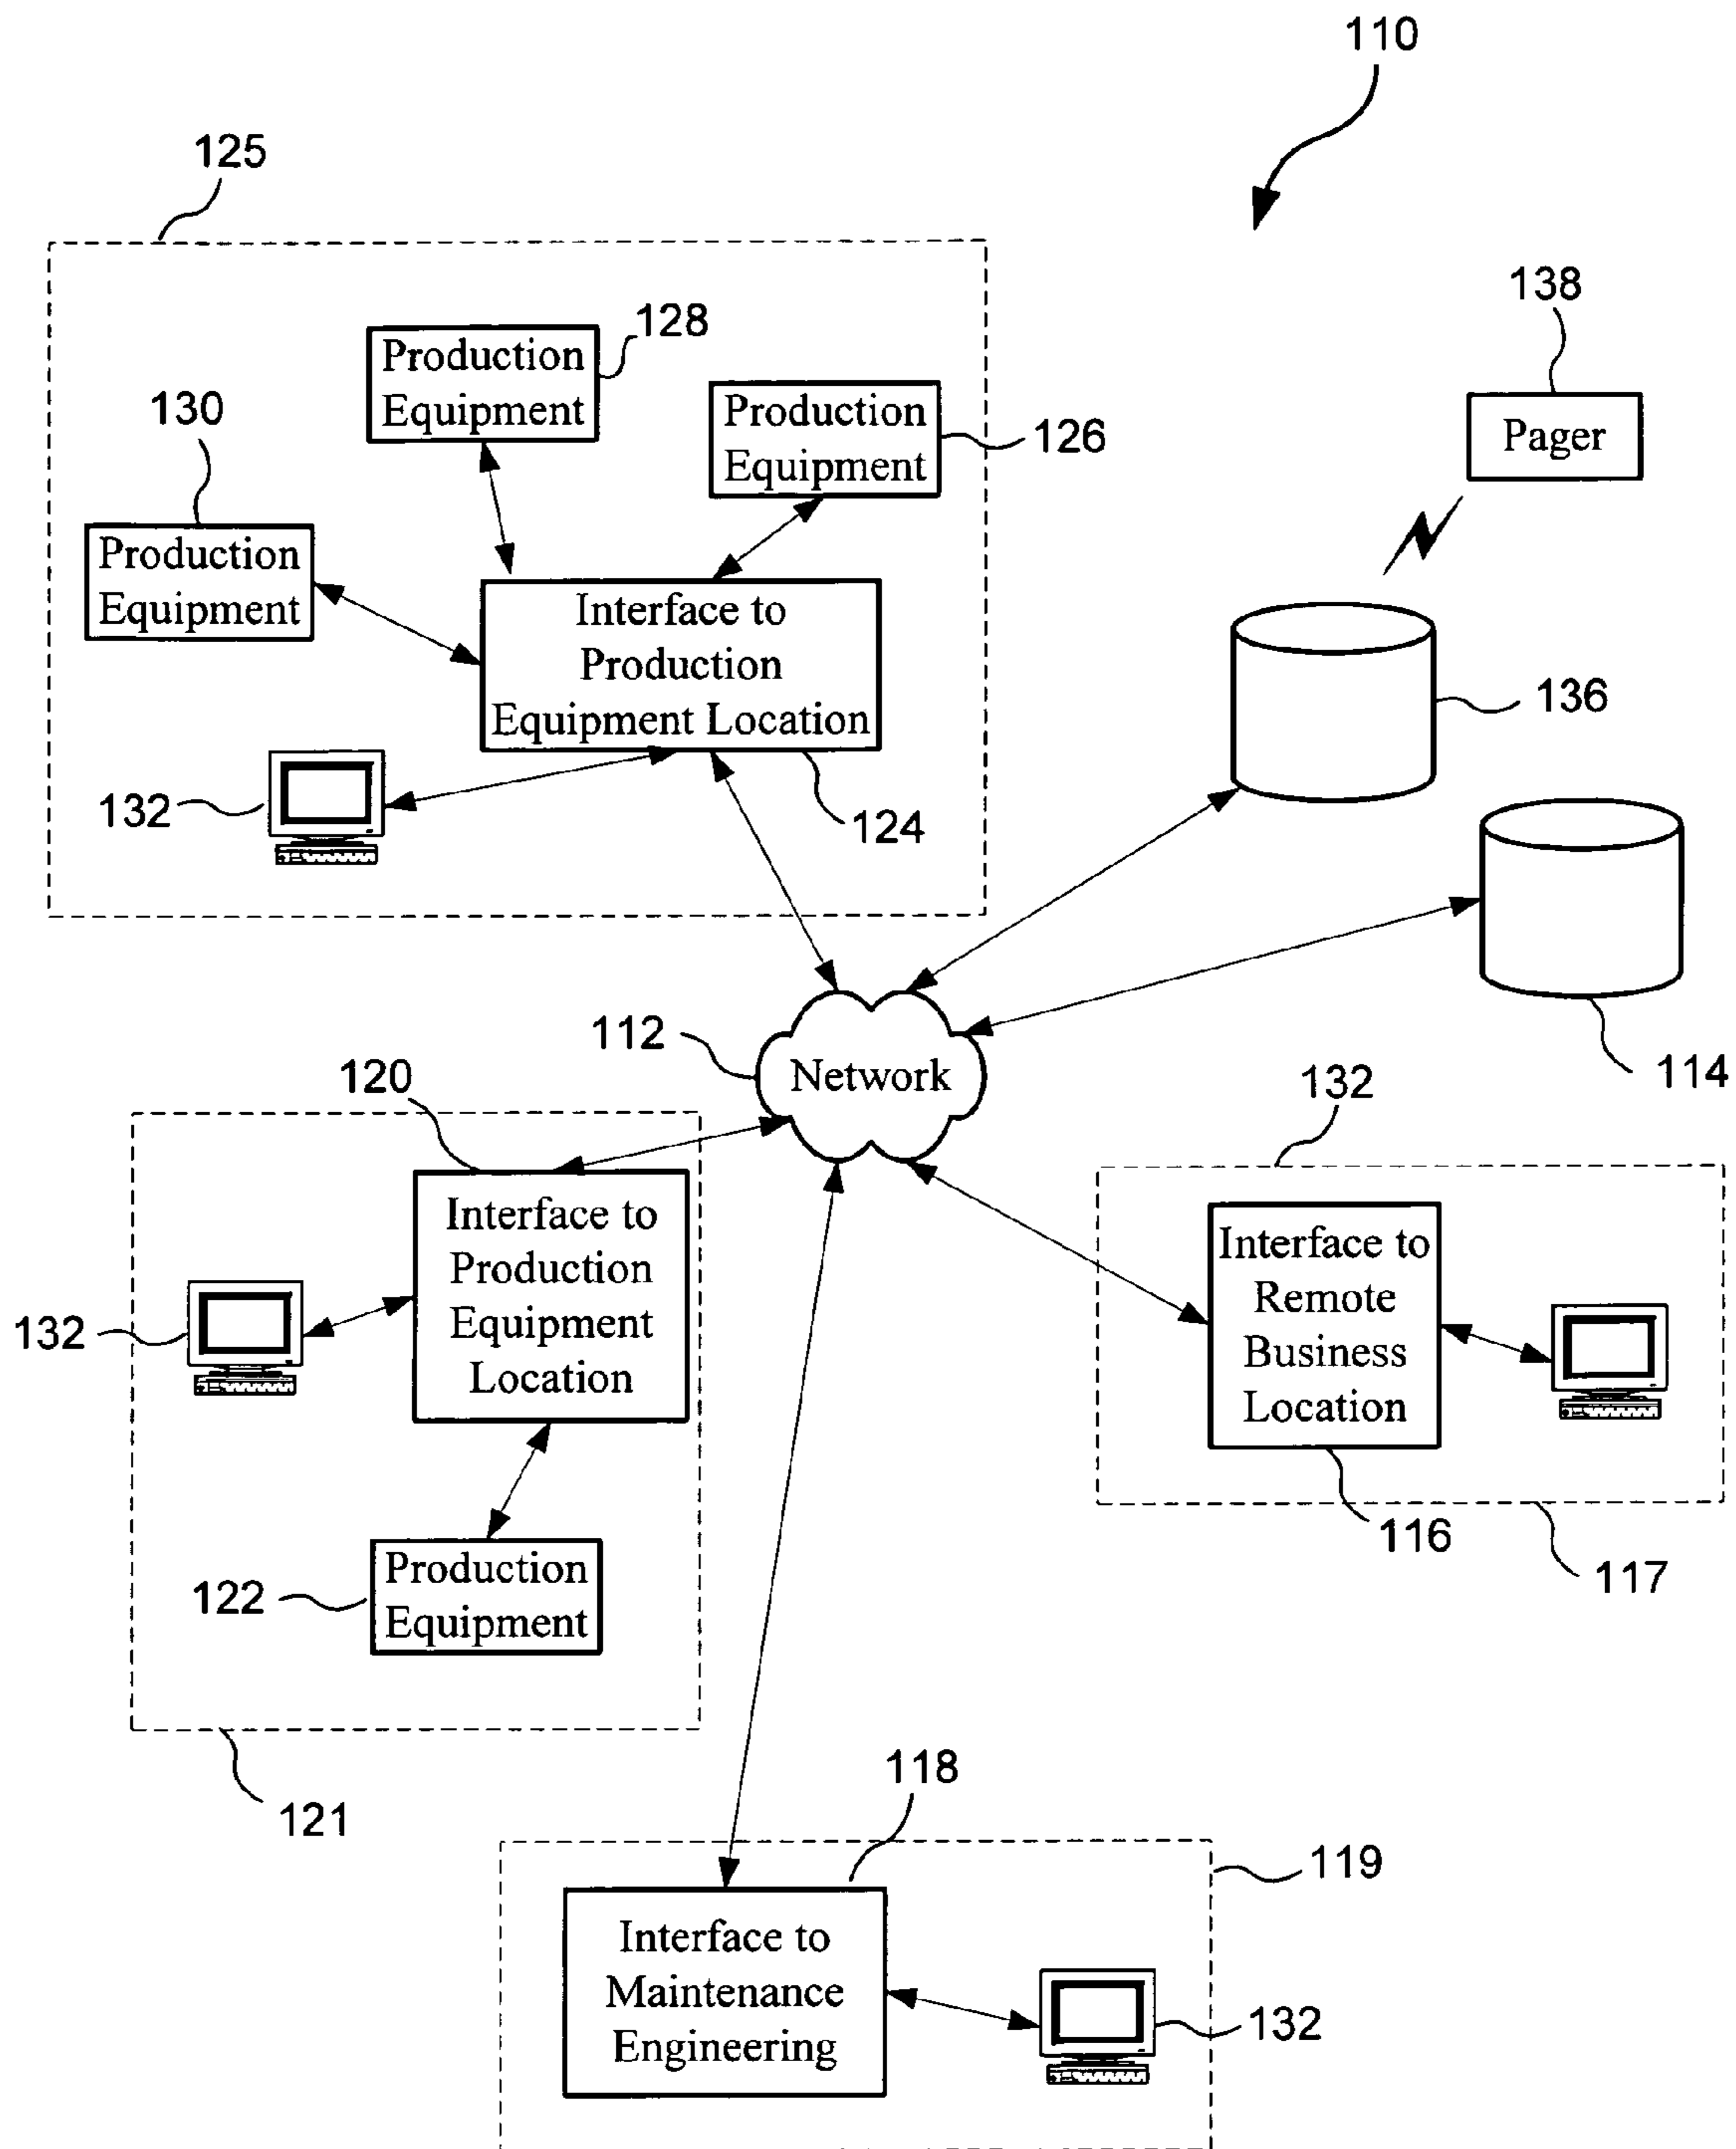 110
125
138
128
Production
Equipment
130
Production
Equipment
126
Pager
Production
Equipment
Interface to
Production
Equipment Location
136
132
124
112
Network
114
120
132
Interface to
Production
Equipment
Location
132
Interface to
Remote
Business
Location
116
117
122
Production
Equipment
121
118
119
Interface to
Maintenance
Engineering
132